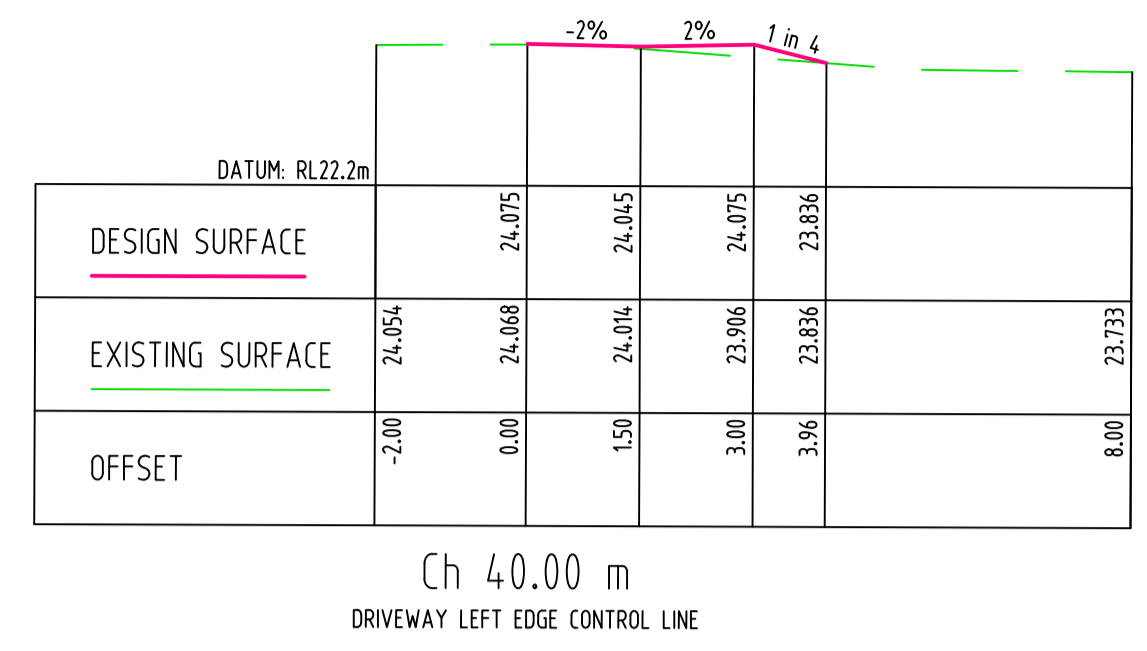 -2% 2% 1 in 4
DATUM: RL22.2m
DESIGN SURFACE 24.075 24.045 24.075 23.836
EXISTING SURFACE 24.054 24.068 24.014 23.906 23.836 23.733
OFFSET -2.00 0.00 1.50 3.00 3.96 8.00
Ch 40.00 m
DRIVEWAY LEFT EDGE CONTROL LINE